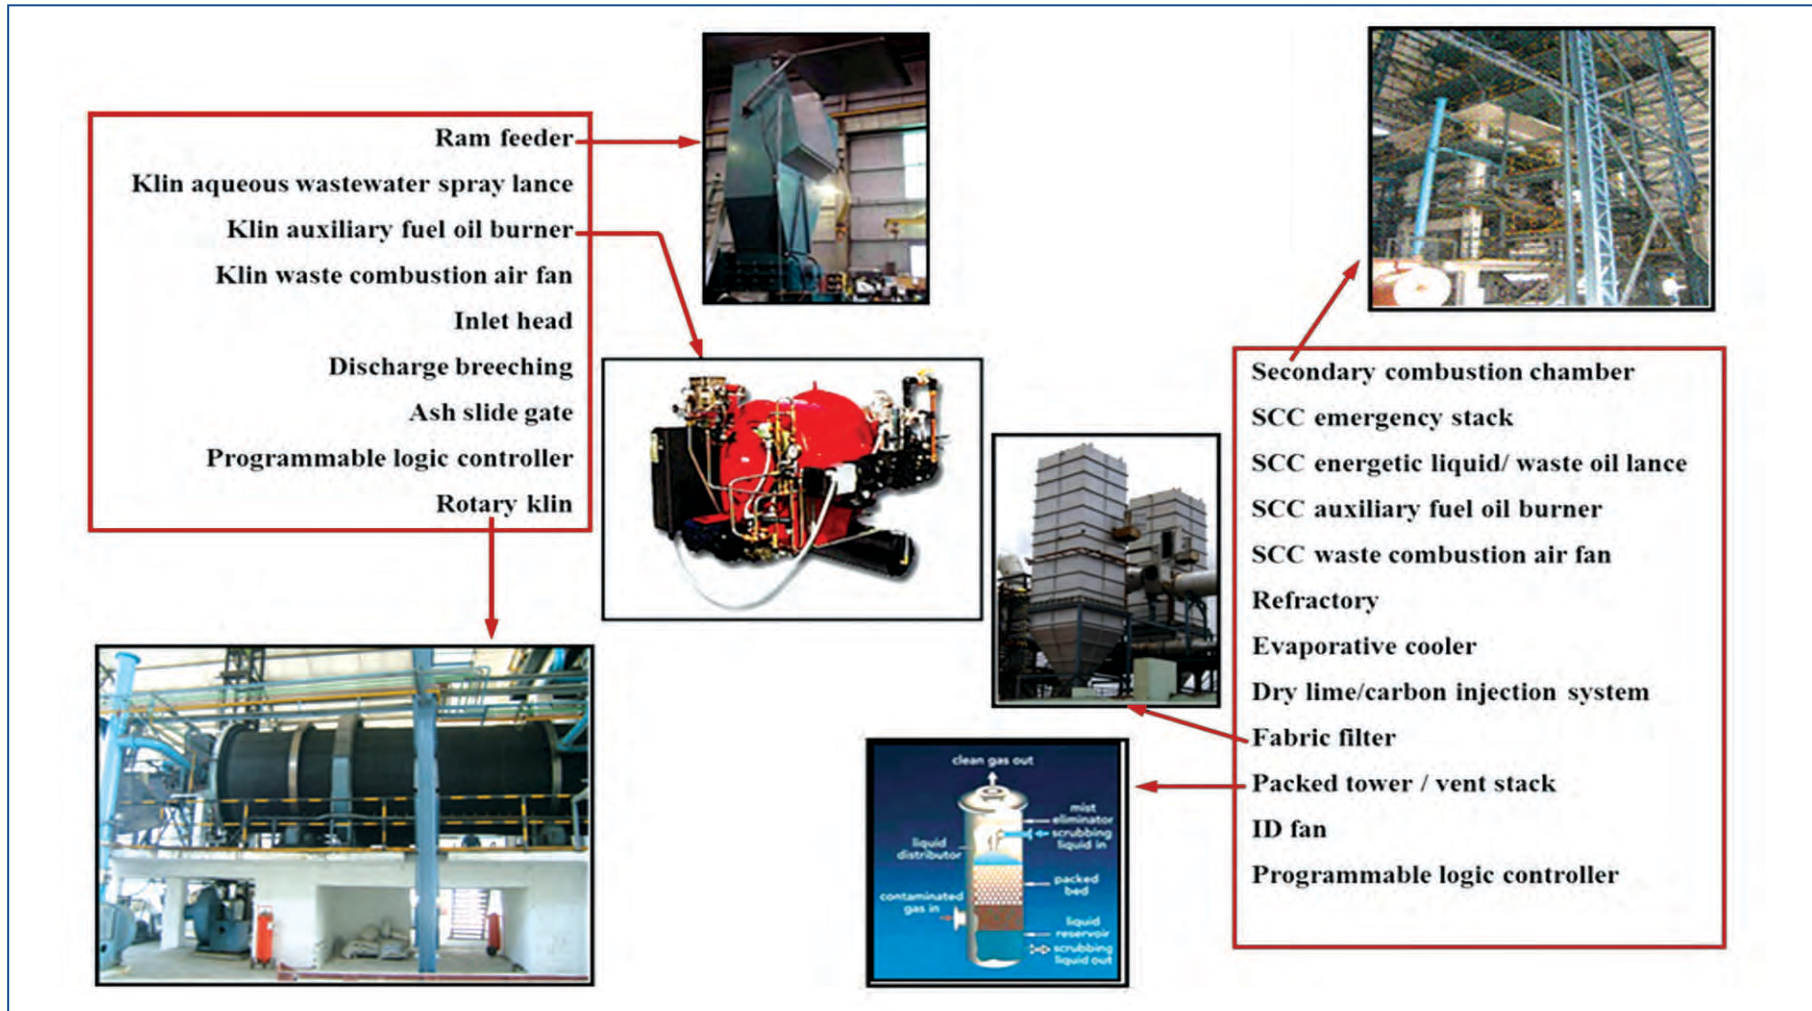 Ram feeder
Klin aqueous wastewater spray lance
Klin auxiliary fuel oil burner
Klin waste combustion air fan
Inlet head
Discharge breeching
Ash slide gate
Programmable logic controller
Rotary klin
Secondary combustion chamber
SCC emergency stack
SCC energetic liquid/ waste oil lance
SCC auxiliary fuel oil burner
SCC waste combustion air fan
Refractory
Evaporative cooler
Dry lime/carbon injection system
Fabric filter
Packed tower / vent stack
ID fan
Programmable logic controller
clean gas out
mist
eliminator
scrubbing
liquid in
liquid
distributor
packed
bed
contaminated
gas in
liquid
reservoir
scrubbing
liquid out